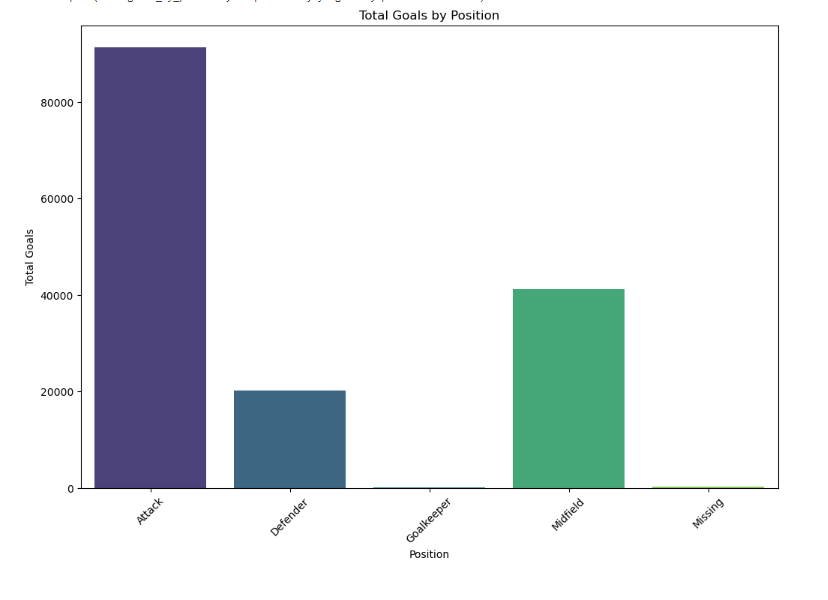 Total Goals by Position
80000
60000
40000
20000
0
Total Goals
Attack
Defender
Goalkeeper
Midfield
Missing
Position